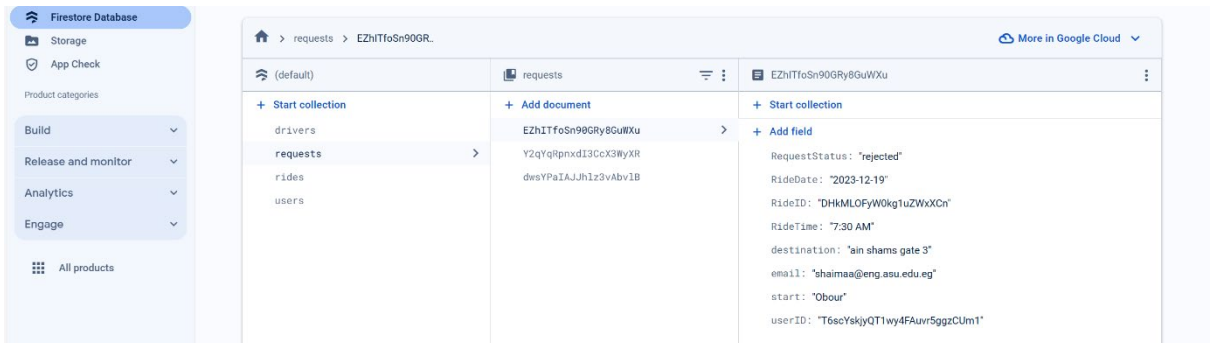 Firestore Database
Storage
App Check
Product categories
Build
Release and monitor
Analytics
Engage
All products
requests > EZhITfoSn90GR..
More in Google Cloud
(default)
+ Start collection
drivers
requests
rides
users
requests
+ Add document
EZhITfoSn90GRy8GuWXu
Y2qYqRpnxdI3CcX3WyXR
dwsYPaIAJJhlz3vAbvlB
EZhITfoSn90GRy8GuWXu
+ Start collection
+ Add field
RequestStatus: "rejected"
RideDate: "2023-12-19"
RideID: "DHkMLOFyW0kg1uZWxXCn"
RideTime: "7:30 AM"
destination: "ain shams gate 3"
email: "shaimaa@eng.asu.edu.eg"
start: "Obour"
userID: "T6scYskjyQT1wy4FAuvr5ggzCUm1"